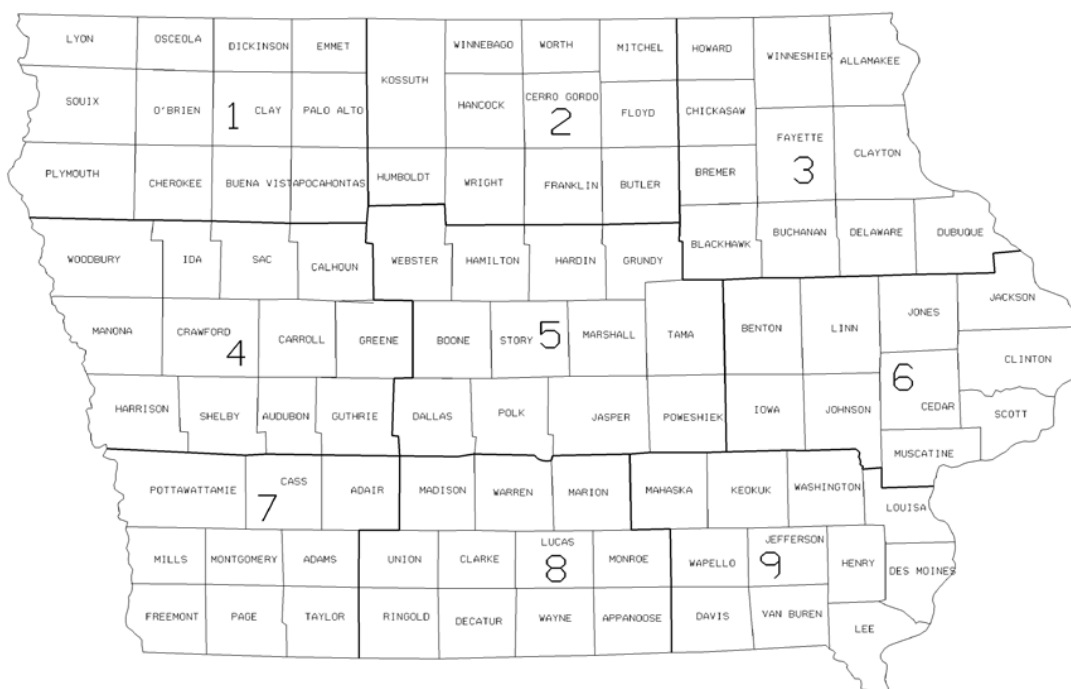 LYON
OSCEOLA
DICKINSON
EMMET
WINNEBAGO
WORTH
MITCHEL
HOWARD
WINNESHIEK
ALLAMAKEE
KOSSUTH
SOUIX
O'BRIEN
1
CLAY
PALO ALTO
HANCOCK
CERRO GORDO
2
FLOYD
CHICKASAW
FAYETTE
3
CLAYTON
PLYMOUTH
CHEROKEE
BUENA VISTA
POCAHONTAS
HUMBOLDT
WRIGHT
FRANKLIN
BUTLER
BREMER
WOODBURY
IDA
SAC
CALHOUN
WEBSTER
HAMILTON
HARDIN
GRUNDY
BLACKHAWK
BUCHANAN
DELAWARE
DUBUQUE
MANONA
CRAWFORD
4
CARROLL
GREENE
BOONE
STORY
5
MARSHALL
TAMA
BENTON
LINN
JONES
JACKSON
CLINTON
6
HARRISON
SHELBY
AUDUBON
GUTHRIE
DALLAS
POLK
JASPER
POWESHIEK
IOWA
JOHNSON
CEDAR
SCOTT
MUSCATINE
POTTAWATTAMIE
CASS
7
ADAIR
MADISON
WARREN
MARION
MAHASKA
KEOKUK
WASHINGTON
LOUISA
MILLS
MONTGOMERY
ADAMS
UNION
CLARKE
LUCAS
8
MONROE
WAPELLO
JEFFERSON
9
HENRY
DES MOINES
FREEMONT
PAGE
TAYLOR
RINGOLD
DECATUR
WAYNE
APPANOOSE
DAVIS
VAN BUREN
LEE